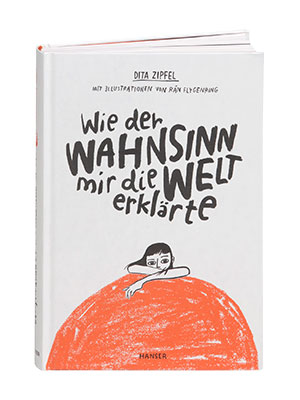 DITA ZIPFEL
MIT ILLUSTRATIONEN VON RÁN FLYGENRING
WIE DER
WAHNSINN
MIR DIE WELT
ERKLÄRTE
HANSER